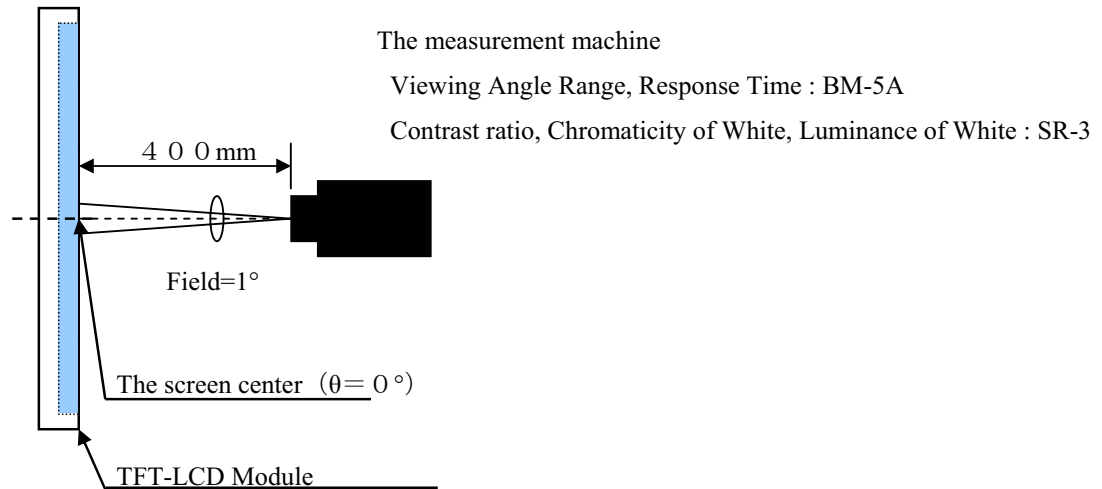 The measurement machine
Viewing Angle Range, Response Time : BM-5A
Contrast ratio, Chromaticity of White, Luminance of White : SR-3
４００mm
Field=1°
The screen center（θ＝０°）
TFT-LCD Module